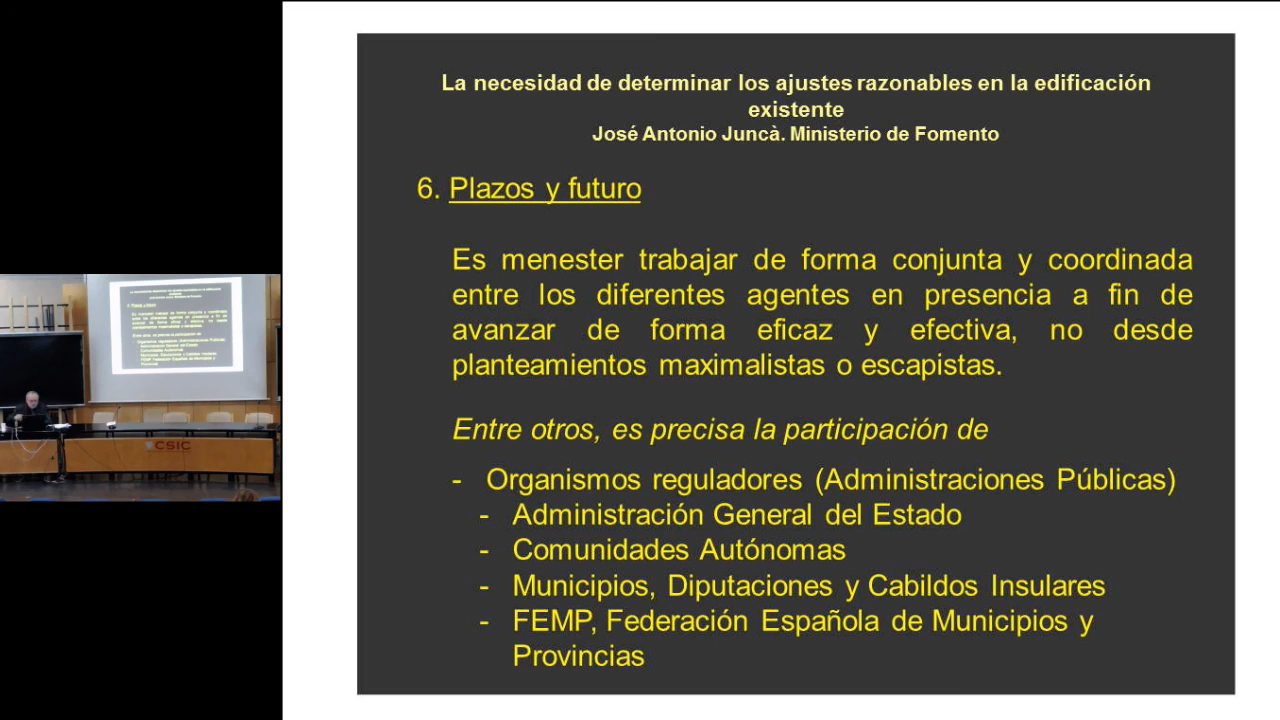 La necesidad de determinar los ajustes razonables en la edificación
existente
José Antonio Juncà. Ministerio de Fomento
6. Plazos y futuro
Es menester trabajar de forma conjunta y coordinada
entre los diferentes agentes en presencia a fin de
avanzar de forma eficaz y efectiva, no desde
planteamientos maximalistas o escapistas.
Entre otros, es precisa la participación de
- Organismos reguladores (Administraciones Públicas)
- Administración General del Estado
- Comunidades Autónomas
- Municipios, Diputaciones y Cabildos Insulares
- FEMP, Federación Española de Municipios y
Provincias
CSIC